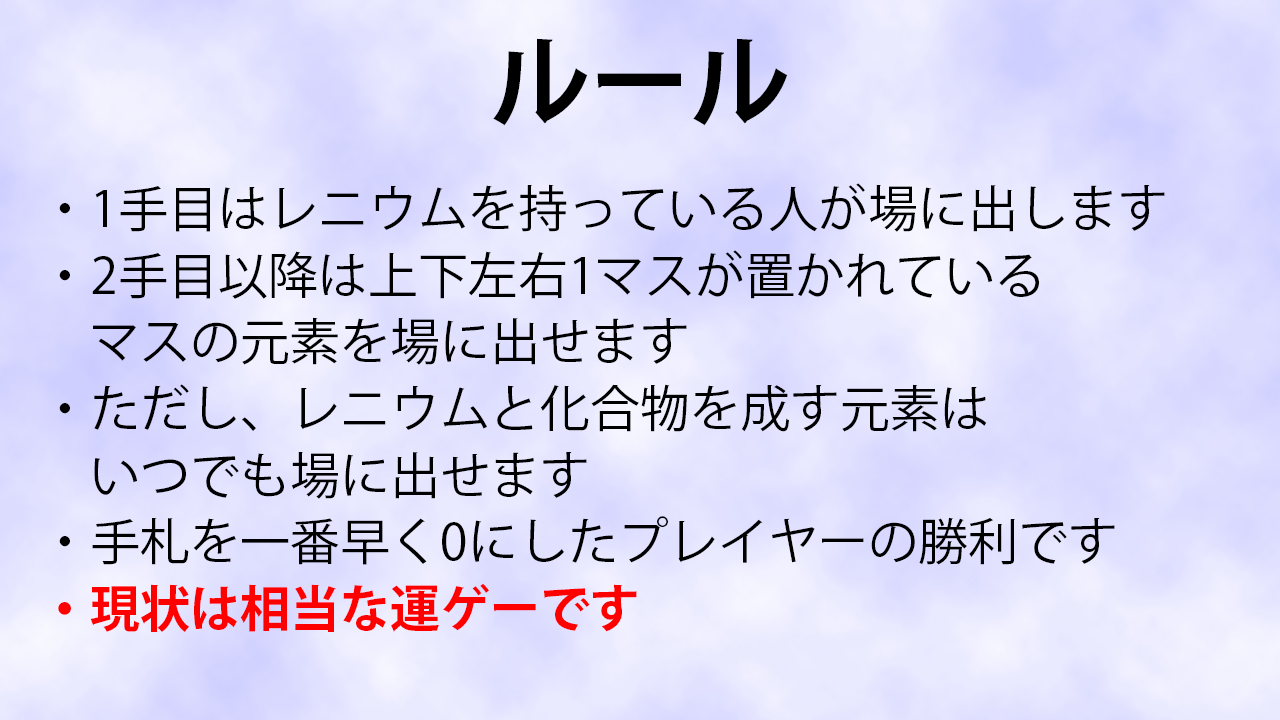 ルール
・1手目はレニウムを持っている人が場に出します
・2手目以降は上下左右1マスが置かれている
マスの元素を場に出せます
・ただし、レニウムと化合物を成す元素は
いつでも場に出せます
・手札を一番早く0にしたプレイヤーの勝利です
・現状は相当な運ゲーです